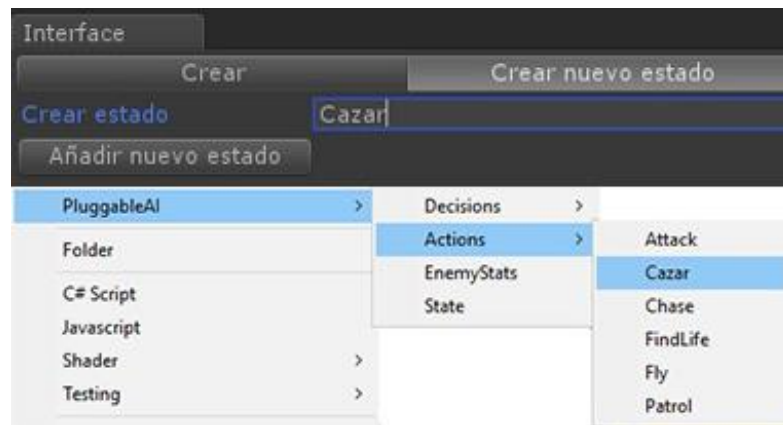 Interface
Crear Crear nuevo estado
Crear estado Cazar
Añadir nuevo estado
PluggableAI > Decisions >
Folder Actions > Attack
C# Script EnemyStats Cazar
Javascript State Chase
Shader > FindLife
Testing > Fly
Patrol